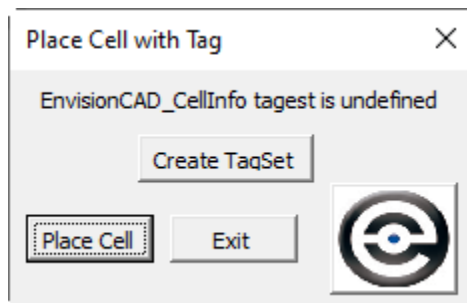 Place Cell with Tag
EnvisionCAD_CellInfo tagest is undefined
Create TagSet
Place Cell
Exit